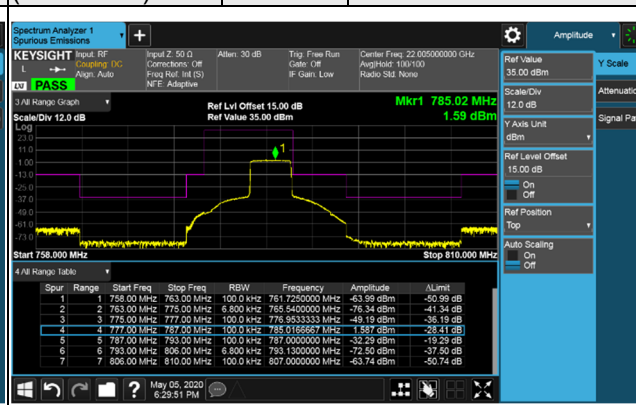 Spectrum Analyzer 1
Spurious Emissions
Amplitude
KEYSIGHT
L
LXI PASS
Input: RF
Coupling: DC
Align: Auto
Input Z: 50 Ω
Corrections: Off
Freq Ref: Int (S)
NFE: Adaptive
Atten: 30 dB
Trig: Free Run
Gate: Off
IF Gain: Low
Center Freq: 22.005000000 GHz
Avg|Hold: 100/100
Radio Std: None
3 All Range Graph
Scale/Div 12.0 dB
Ref Lvl Offset 15.00 dB
Ref Value 35.00 dBm
Mkr1 785.02 MHz
1.59 dBm
Log
23.0
11.0
1.00
-13.0
-25.0
-37.0
-49.0
-61.0
-73.0
1
Start 758.000 MHz
Stop 810.000 MHz
4 All Range Table
Spur Range Start Freq Stop Freq RBW Frequency Amplitude ΔLimit
1 1 758.00 MHz 763.00 MHz 100.0 kHz 761.7250000 MHz -63.99 dBm -50.99 dB
2 2 763.00 MHz 775.00 MHz 6.800 kHz 765.5400000 MHz -76.34 dBm -41.34 dB
3 3 775.00 MHz 777.00 MHz 100.0 kHz 776.9533333 MHz -49.19 dBm -36.19 dB
4 4 777.00 MHz 787.00 MHz 100.0 kHz 785.0166667 MHz 1.587 dBm -28.41 dB
5 5 787.00 MHz 793.00 MHz 100.0 kHz 787.0000000 MHz -32.29 dBm -19.29 dB
6 6 793.00 MHz 806.00 MHz 6.800 kHz 793.1300000 MHz -72.50 dBm -37.50 dB
7 7 806.00 MHz 810.00 MHz 100.0 kHz 807.0000000 MHz -63.74 dBm -50.74 dB
May 05, 2020
6:29:51 PM
Ref Value
35.00 dBm
Scale/Div
12.0 dB
Y Axis Unit
dBm
Ref Level Offset
15.00 dB
On
Off
Ref Position
Top
Auto Scaling
On
Off
Y Scale
Attenuatio
Signal Pa